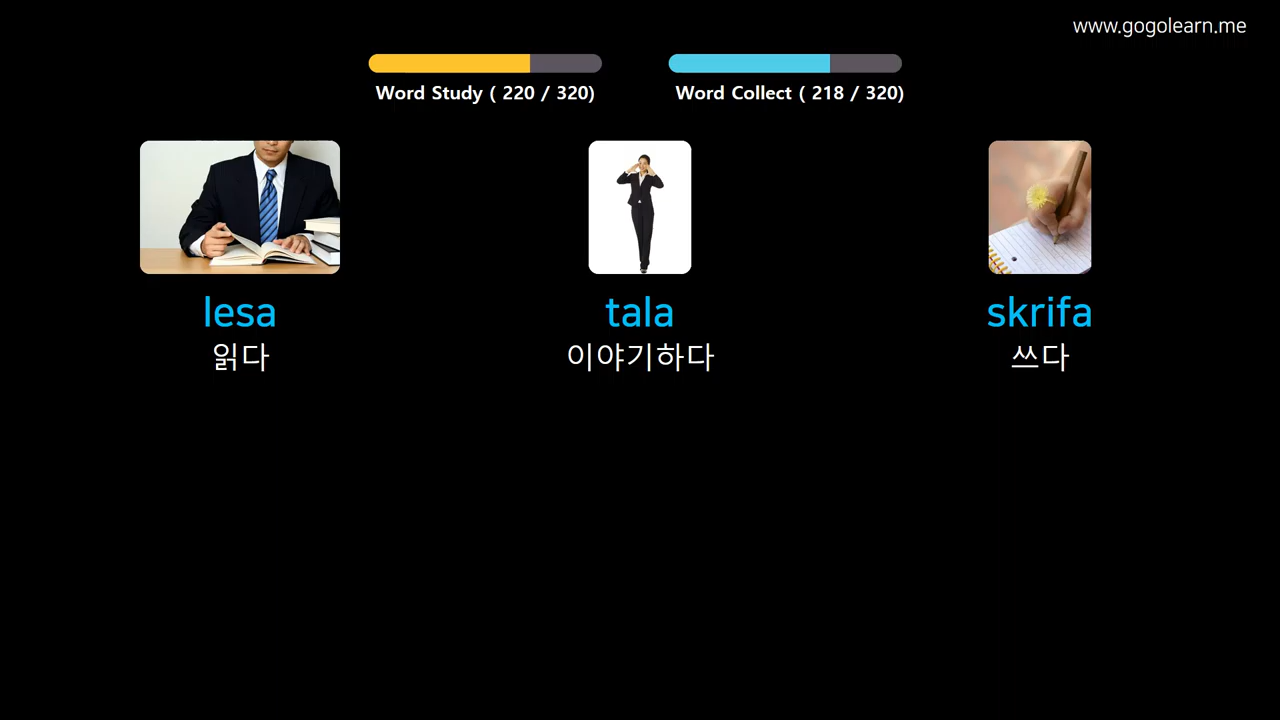 www.gogolearn.me
Word Study ( 220 / 320)
Word Collect ( 218 / 320)
lesa
tala
skrifa
읽다
이야기하다
쓰다